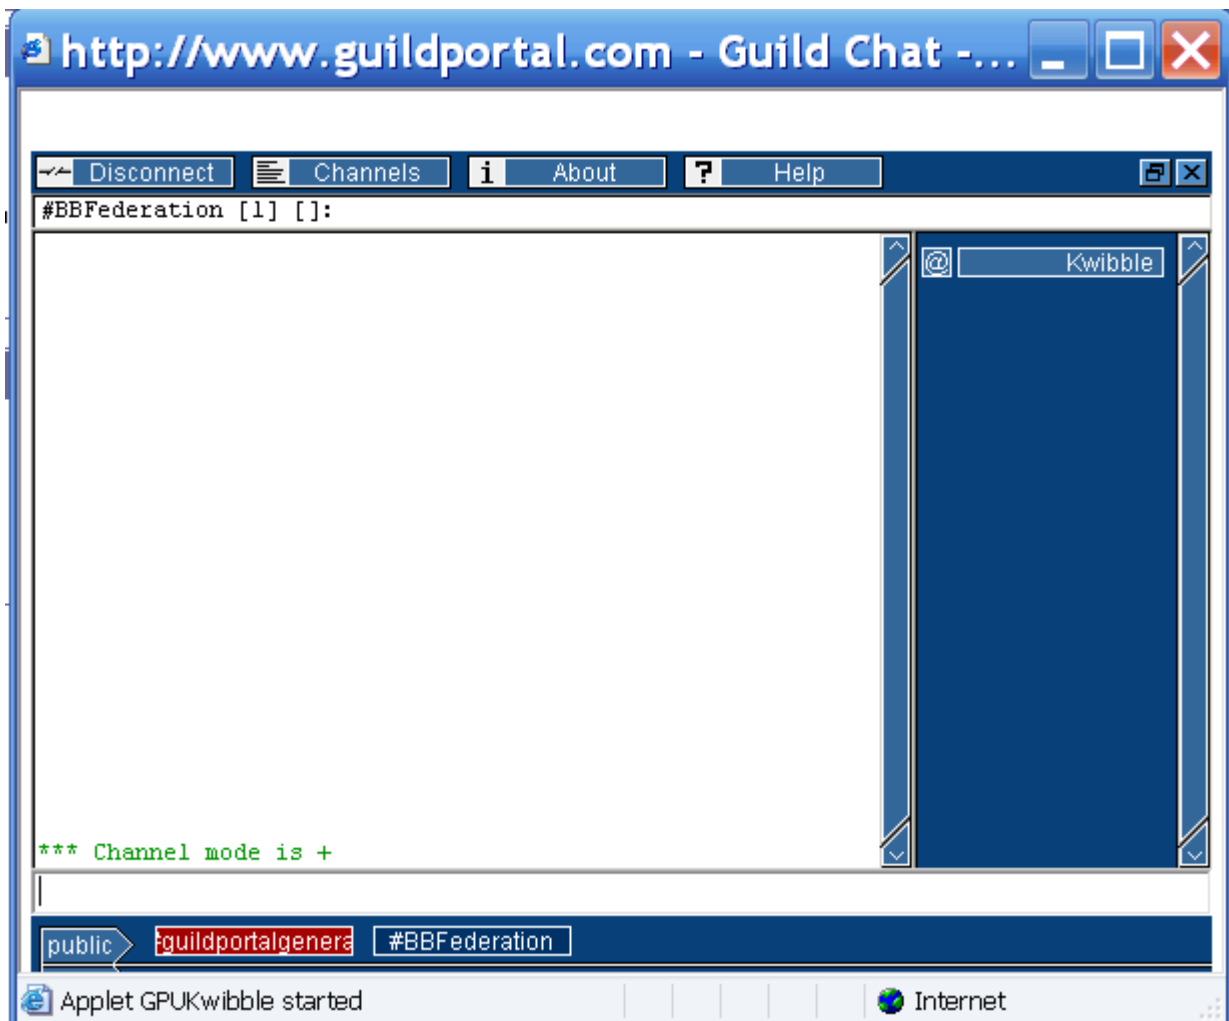 http://www.guildportal.com - Guild Chat -...
Disconnect Channels i About ? Help
#BBFederation [1] []:
@ Kwibble
*** Channel mode is +
public guildportalgenera #BBFederation
Applet GPUKwibble started Internet